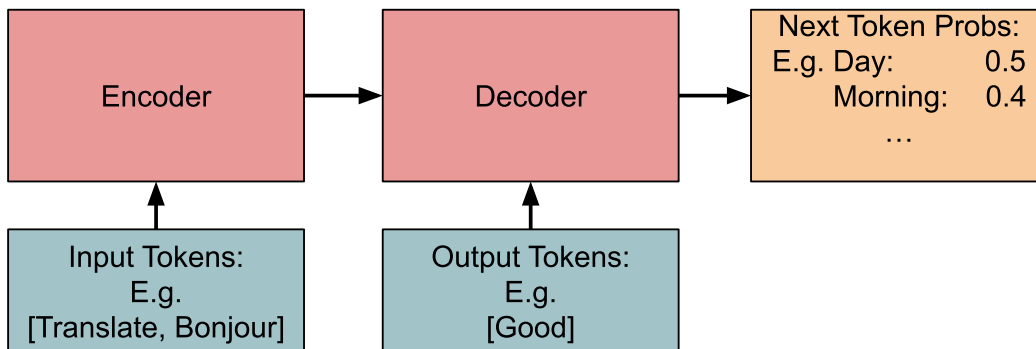 Encoder
Decoder
Next Token Probs:
E.g. Day: 0.5
Morning: 0.4
…
Input Tokens:
E.g.
[Translate, Bonjour]
Output Tokens:
E.g.
[Good]